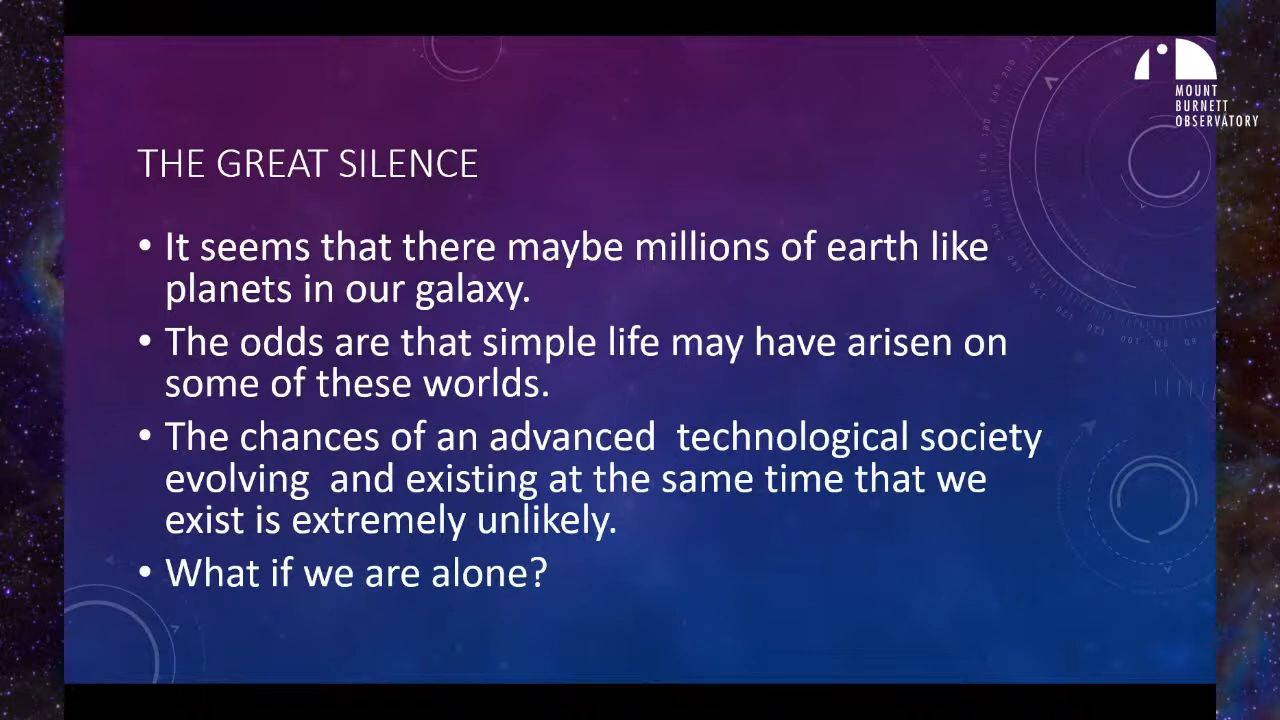 MOUNT
BURNETT
OBSERVATORY
THE GREAT SILENCE
• It seems that there maybe millions of earth like
planets in our galaxy.
• The odds are that simple life may have arisen on
some of these worlds.
• The chances of an advanced  technological society
evolving  and existing at the same time that we
exist is extremely unlikely.
• What if we are alone?